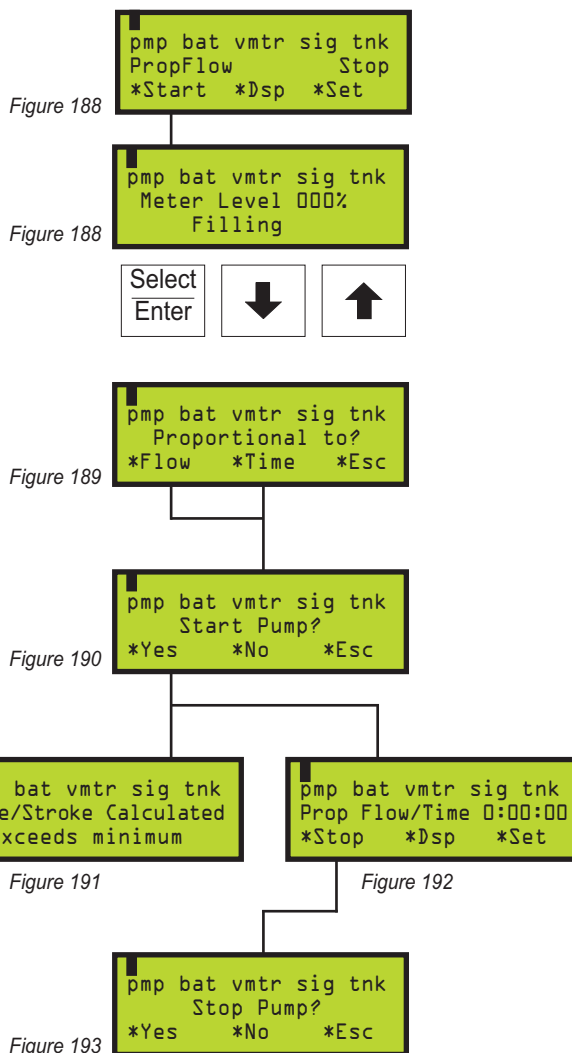 pmp bat vmtr sig tnk
PropFlow Stop
*Start *Dsp *Set
Figure 188
pmp bat vmtr sig tnk
Meter Level 000%
Filling
Figure 188
Select
Enter
pmp bat vmtr sig tnk
Proportional to?
*Flow *Time *Esc
Figure 189
pmp bat vmtr sig tnk
Start Pump?
*Yes *No *Esc
Figure 190
bat vmtr sig tnk
e/Stroke Calculated
xceeds minimum
Figure 191
pmp bat vmtr sig tnk
Prop Flow/Time 0:00:00
*Stop *Dsp *Set
Figure 192
pmp bat vmtr sig tnk
Stop Pump?
*Yes *No *Esc
Figure 193